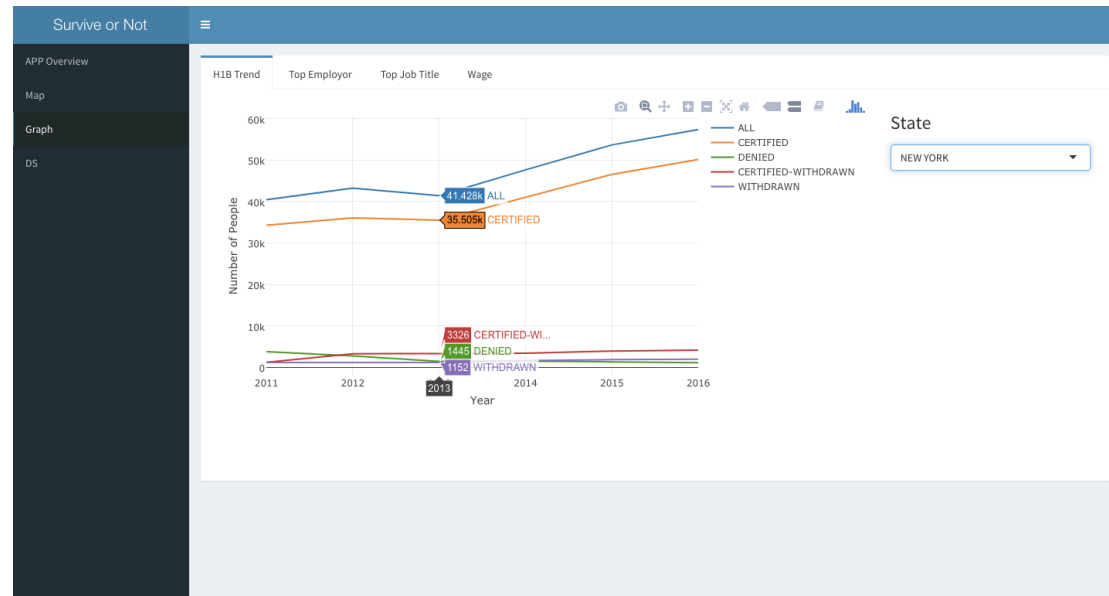 Survive or Not
APP Overview
Map
Graph
DS
H1B Trend Top Employor Top Job Title Wage
State
NEW YORK
ALL
CERTIFIED
DENIED
CERTIFIED-WITHDRAWN
WITHDRAWN
60k
50k
40k
30k
20k
10k
0
Number of People
41.428k ALL
35.505k CERTIFIED
3326 CERTIFIED-WI...
1445 DENIED
1152 WITHDRAWN
2011 2012 2013 2014 2015 2016
Year